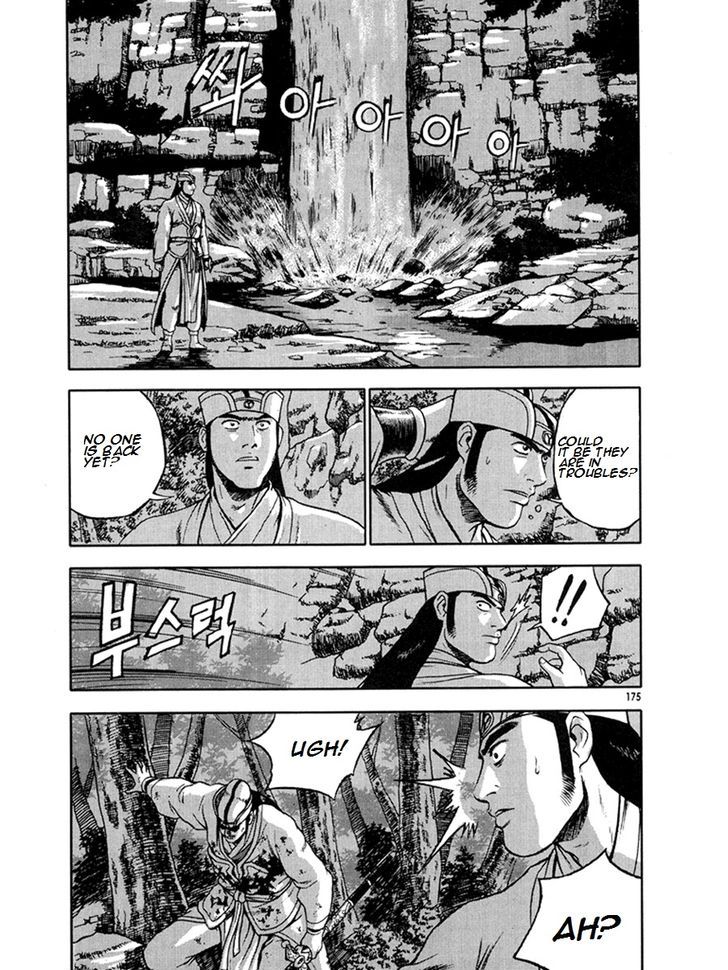 쏴아아아아
NO ONE
IS BACK
YET?
COULD
IT BE THEY
ARE IN
TROUBLES?
부스럭
!!
175
UGH!
AH?